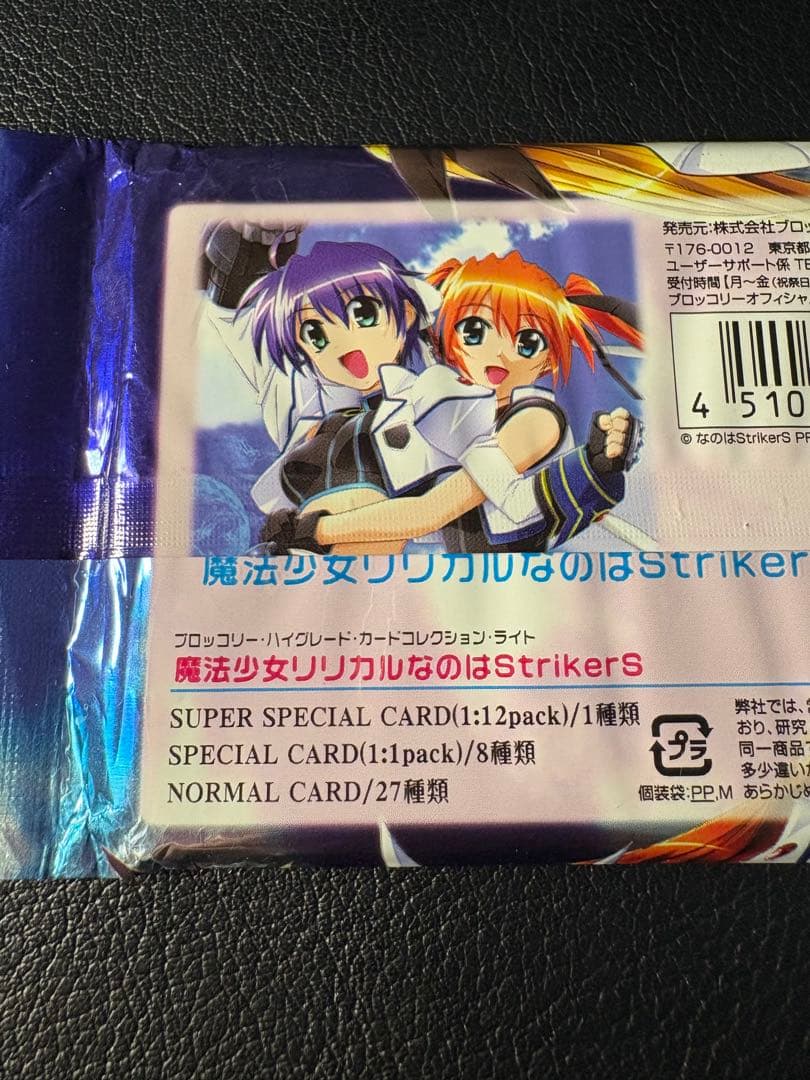 発売元:株式会社ブロッ
〒176-0012 東京都
ユーザーサポート係 TE
受付時間【月～金(祝祭日
ブロッコリーオフィシャ
4 510
© なのはStrikerS PR
魔法少女リリカルなのはStriker
ブロッコリー・ハイグレード・カードコレクション・ライト
魔法少女リリカルなのはStrikerS
SUPER SPECIAL CARD(1:12pack)/1種類
SPECIAL CARD(1:1pack)/8種類
NORMAL CARD/27種類
プラ
個装袋:PP,M
弊社では、
おり、研究
同一商品
多少違い
あらかじめ